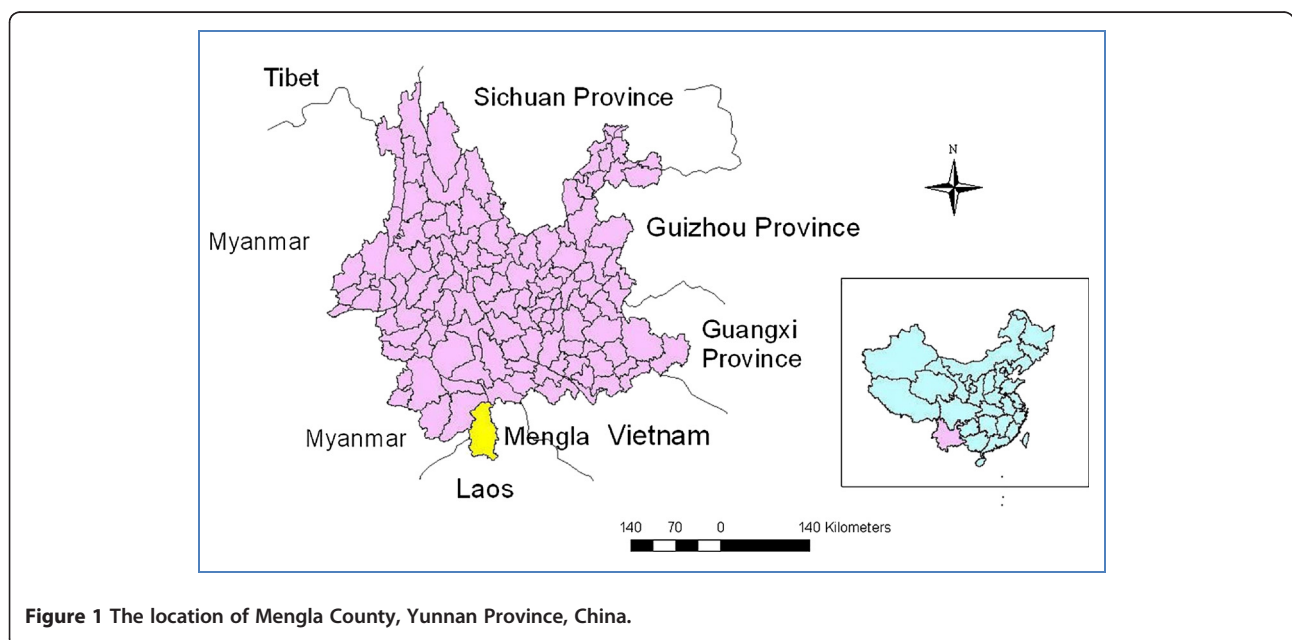 Tibet
Sichuan Province
N
Myanmar
Guizhou Province
Guangxi
Province
Myanmar
Mengla
Vietnam
Laos
140 70 0 140 Kilometers
Figure 1 The location of Mengla County, Yunnan Province, China.